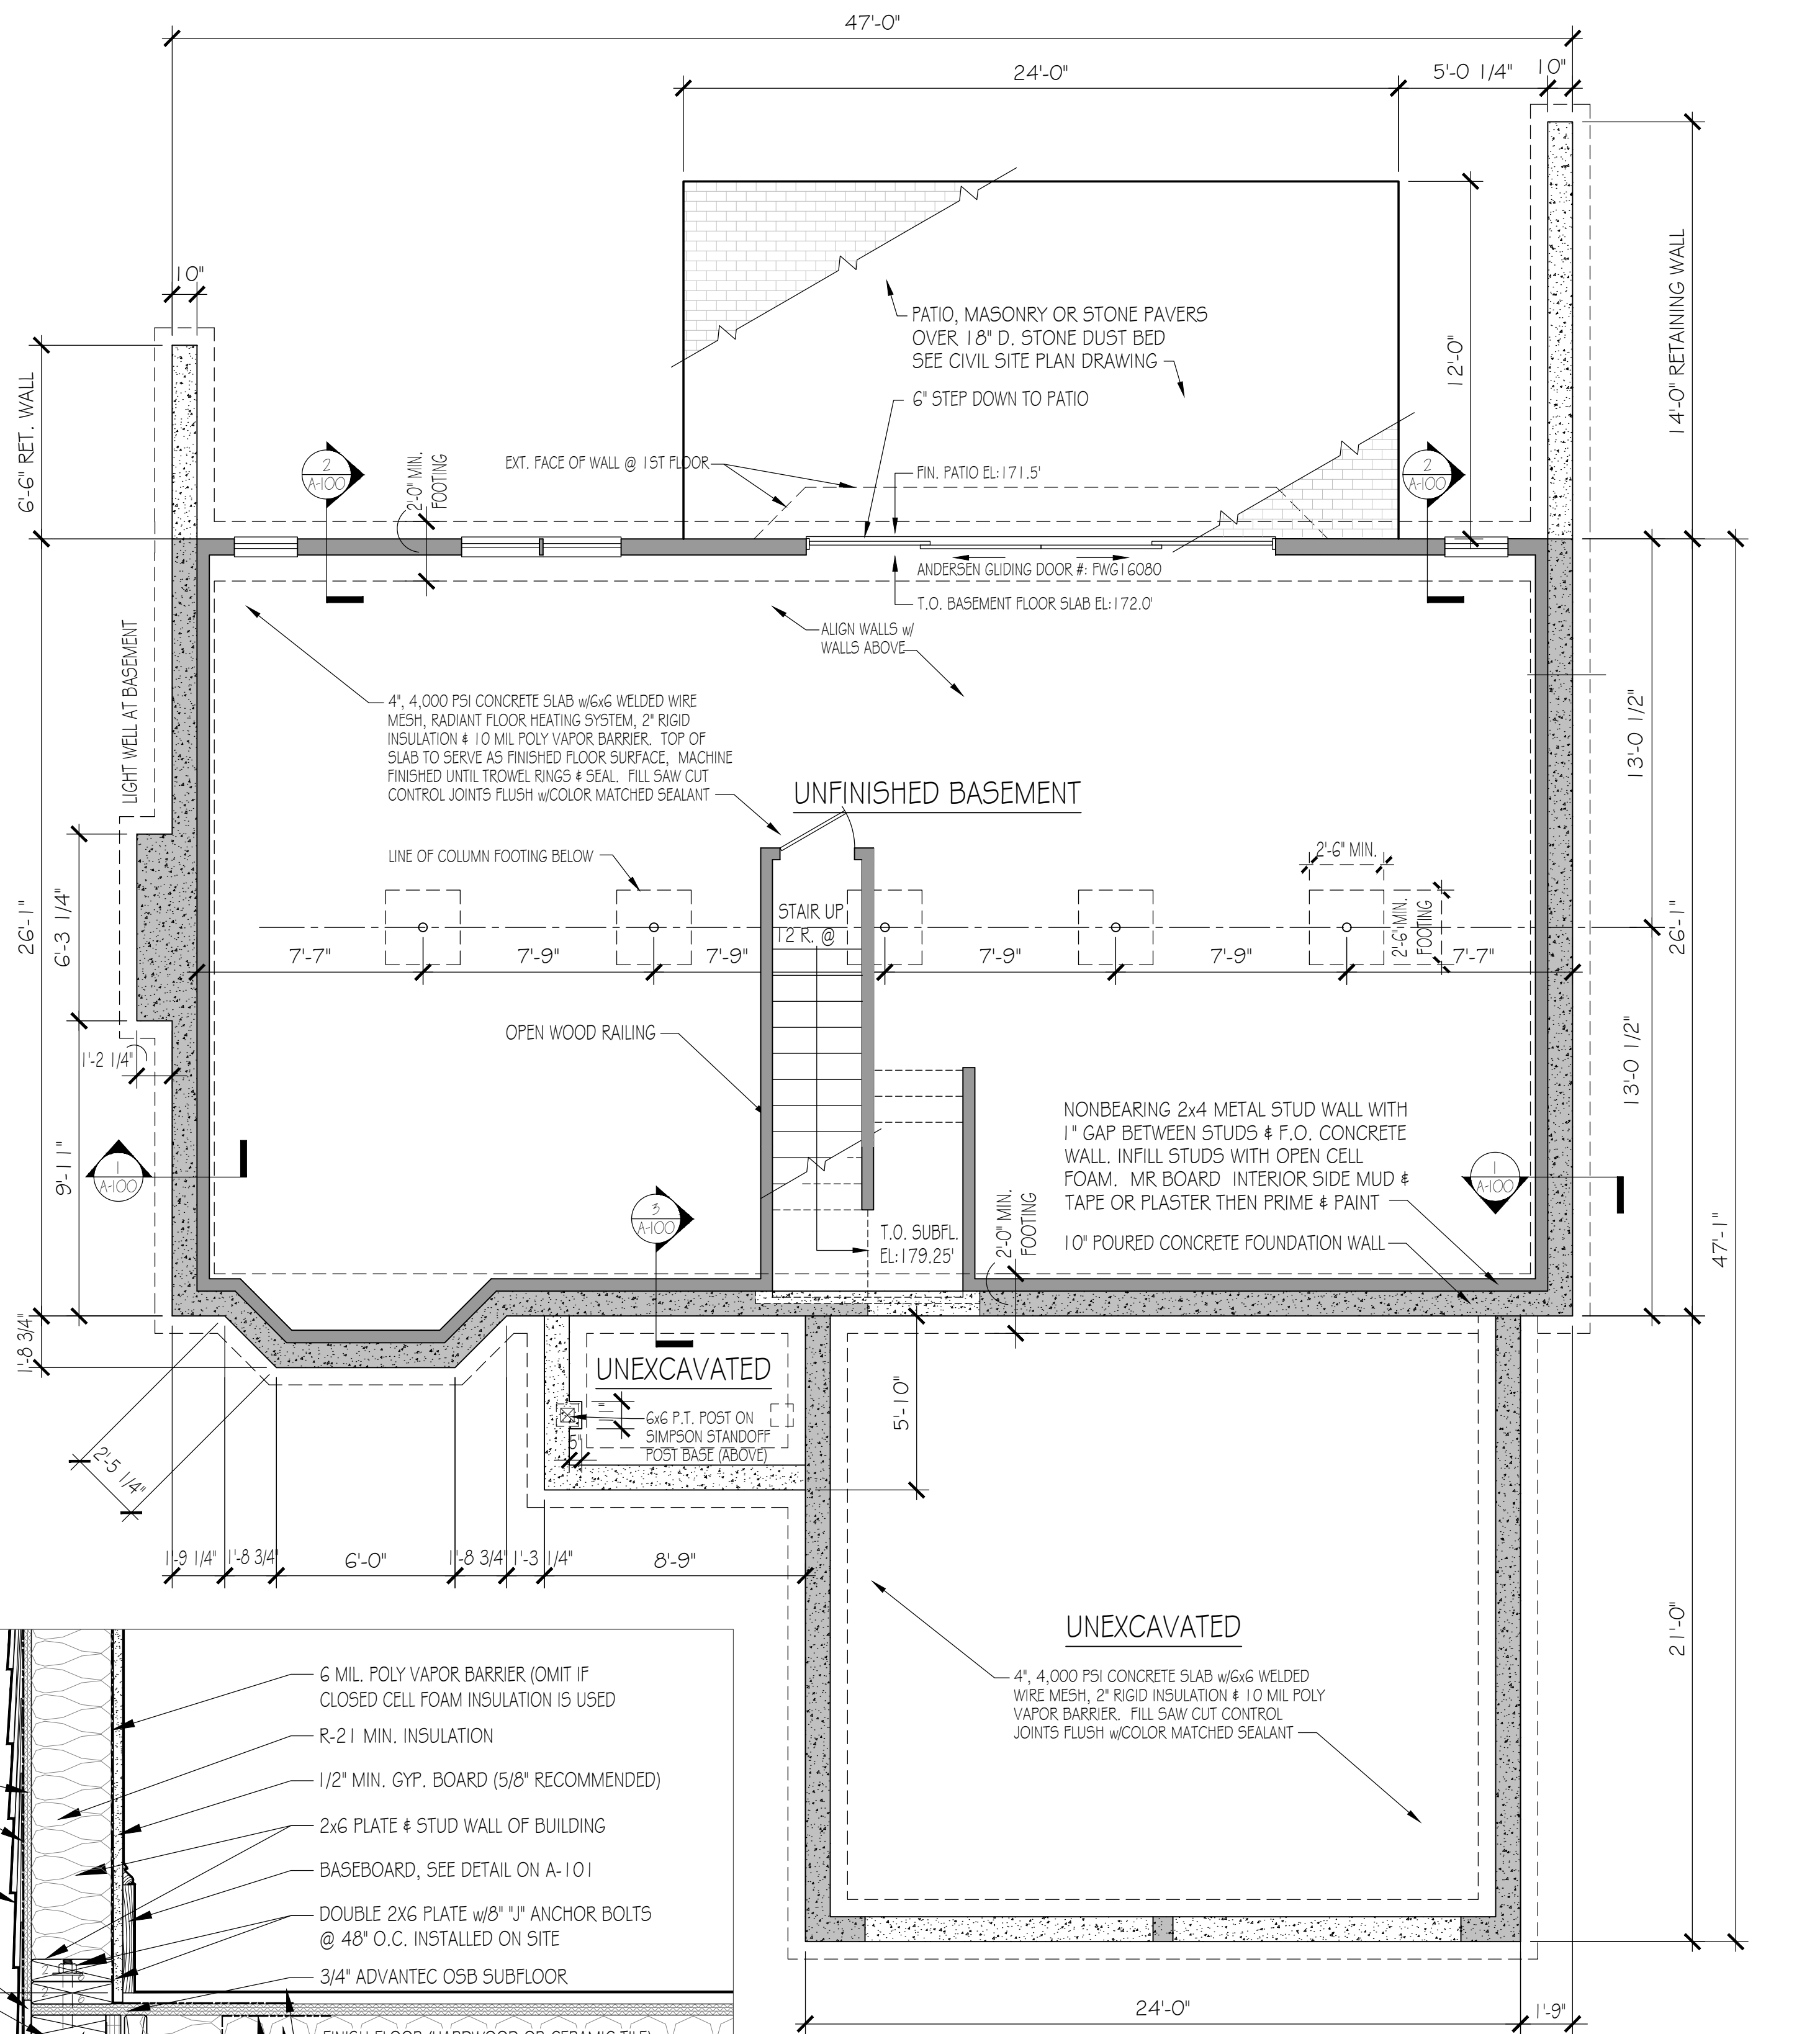 47'-0"
24'-0"
5'-0 1/4"
10"
10"
6'-6" RET. WALL
14'-0" RETAINING WALL
12'-0"
PATIO, MASONRY OR STONE PAVERS
OVER 18" D. STONE DUST BED
SEE CIVIL SITE PLAN DRAWING
6" STEP DOWN TO PATIO
EXT. FACE OF WALL @ 1ST FLOOR
FIN. PATIO EL:171.5'
2
A-100
2'-0" MIN.
FOOTING
2
A-100
ANDERSEN GLIDING DOOR #: FWG16080
T.O. BASEMENT FLOOR SLAB EL:172.0'
ALIGN WALLS w/
WALLS ABOVE
LIGHT WELL AT BASEMENT
4", 4,000 PSI CONCRETE SLAB w/6x6 WELDED WIRE
MESH, RADIANT FLOOR HEATING SYSTEM, 2" RIGID
INSULATION & 10 MIL POLY VAPOR BARRIER. TOP OF
SLAB TO SERVE AS FINISHED FLOOR SURFACE, MACHINE
FINISHED UNTIL TROWEL RINGS & SEAL. FILL SAW CUT
CONTROL JOINTS FLUSH w/COLOR MATCHED SEALANT
UNFINISHED BASEMENT
13'-0 1/2"
LINE OF COLUMN FOOTING BELOW
2'-6" MIN.
2'-6" MIN.
FOOTING
STAIR UP
12 R. @
26'-1"
6'-3 1/4"
7'-7"
7'-9"
7'-9"
7'-9"
7'-9"
7'-7"
26'-1"
OPEN WOOD RAILING
1'-2 1/4"
13'-0 1/2"
9'-11"
1
A-100
NONBEARING 2x4 METAL STUD WALL WITH
1" GAP BETWEEN STUDS & F.O. CONCRETE
WALL. INFILL STUDS WITH OPEN CELL
FOAM. MR BOARD INTERIOR SIDE MUD &
TAPE OR PLASTER THEN PRIME & PAINT
10" POURED CONCRETE FOUNDATION WALL
1
A-100
3
A-100
T.O. SUBFL.
EL:179.25'
2'-0" MIN.
FOOTING
47'-1"
1'-8 3/4"
UNEXCAVATED
11"
5"
6x6 P.T. POST ON
SIMPSON STANDOFF
POST BASE (ABOVE)
5'-10"
2'-5 1/4"
1'-9 1/4"
1'-8 3/4"
6'-0"
1'-8 3/4"
1'-3 1/4"
8'-9"
UNEXCAVATED
4", 4,000 PSI CONCRETE SLAB w/6x6 WELDED
WIRE MESH, 2" RIGID INSULATION & 10 MIL POLY
VAPOR BARRIER. FILL SAW CUT CONTROL
JOINTS FLUSH w/COLOR MATCHED SEALANT
21'-0"
6 MIL. POLY VAPOR BARRIER (OMIT IF
CLOSED CELL FOAM INSULATION IS USED
R-21 MIN. INSULATION
1/2" MIN. GYP. BOARD (5/8" RECOMMENDED)
2x6 PLATE & STUD WALL OF BUILDING
BASEBOARD, SEE DETAIL ON A-101
DOUBLE 2X6 PLATE w/8" "J" ANCHOR BOLTS
@ 48" O.C. INSTALLED ON SITE
3/4" ADVANTEC OSB SUBFLOOR
FINISH FLOOR (HARDWOOD OR CERAMIC TILE)
24'-0"
1'-9"